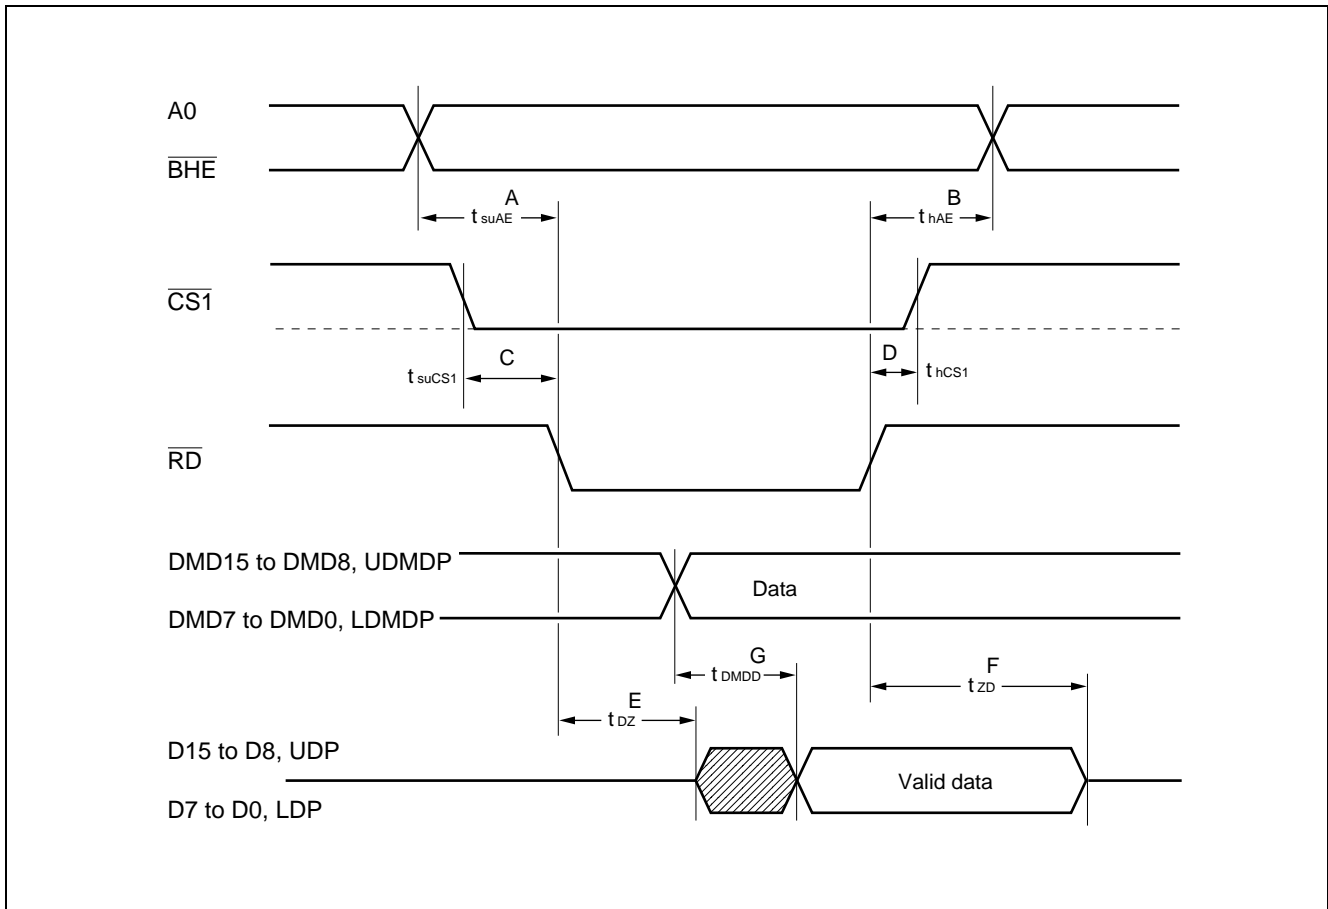 A0
BHE
A
t suAE
B
t hAE
CS1
C
t suCS1
D
t hCS1
RD
DMD15 to DMD8, UDMDP
Data
DMD7 to DMD0, LDMDP
G
t DMDD
F
t ZD
E
t DZ
D15 to D8, UDP
Valid data
D7 to D0, LDP